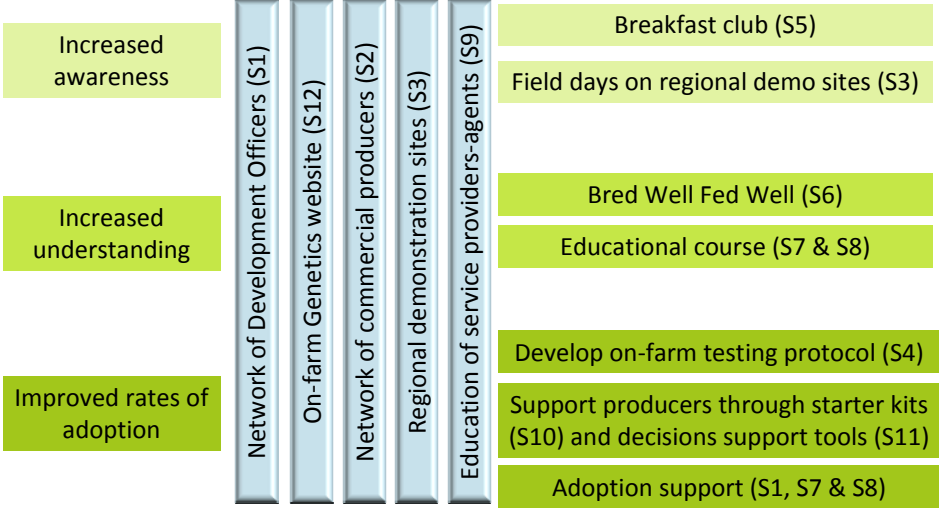 Increased
awareness
Increased
understanding
Improved rates of
adoption
Network of Development Officers (S1)
On-farm Genetics website (S12)
Network of commercial producers (S2)
Regional demonstration sites (S3)
Education of service providers-agents (S9)
Breakfast club (S5)
Field days on regional demo sites (S3)
Bred Well Fed Well (S6)
Educational course (S7 & S8)
Develop on-farm testing protocol (S4)
Support producers through starter kits
(S10) and decisions support tools (S11)
Adoption support (S1, S7 & S8)